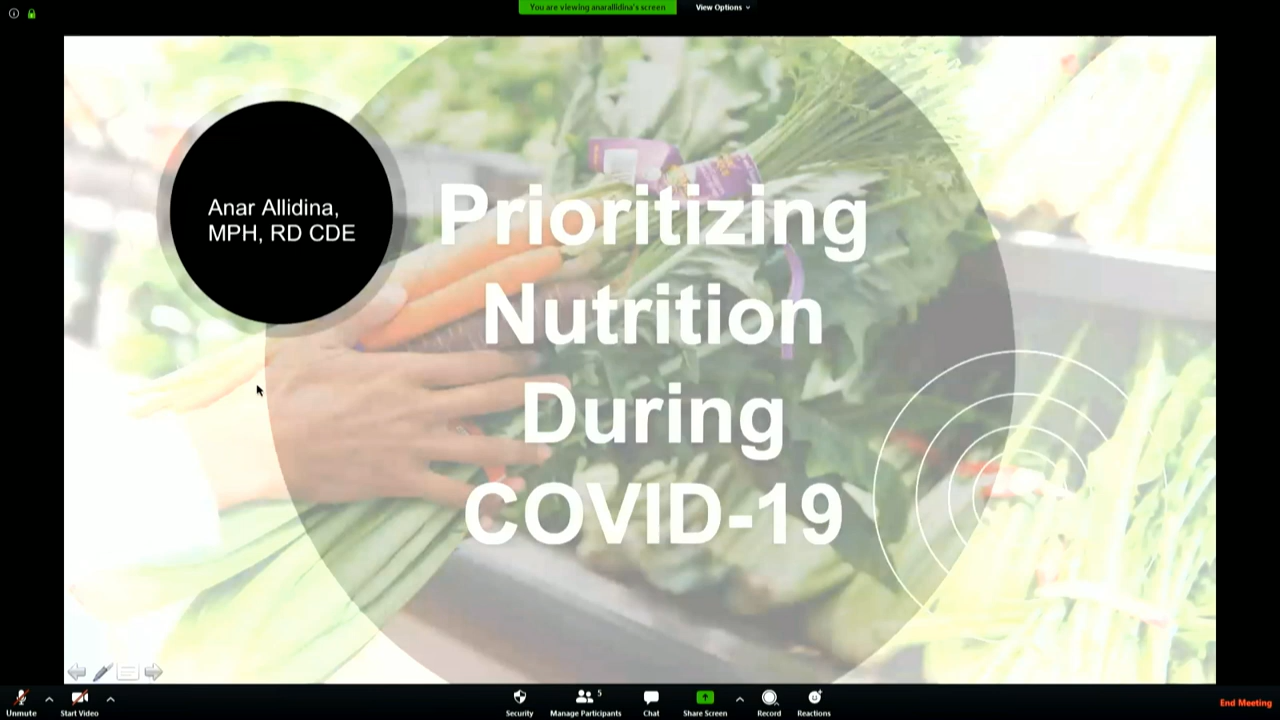 You are viewing anarallidina's screen
View Options
Anar Allidina,
MPH, RD CDE
Prioritizing
Nutrition
During
COVID-19
Unmute
Start Video
Security
5
Manage Participants
Chat
Share Screen
Record
Reactions
End Meeting